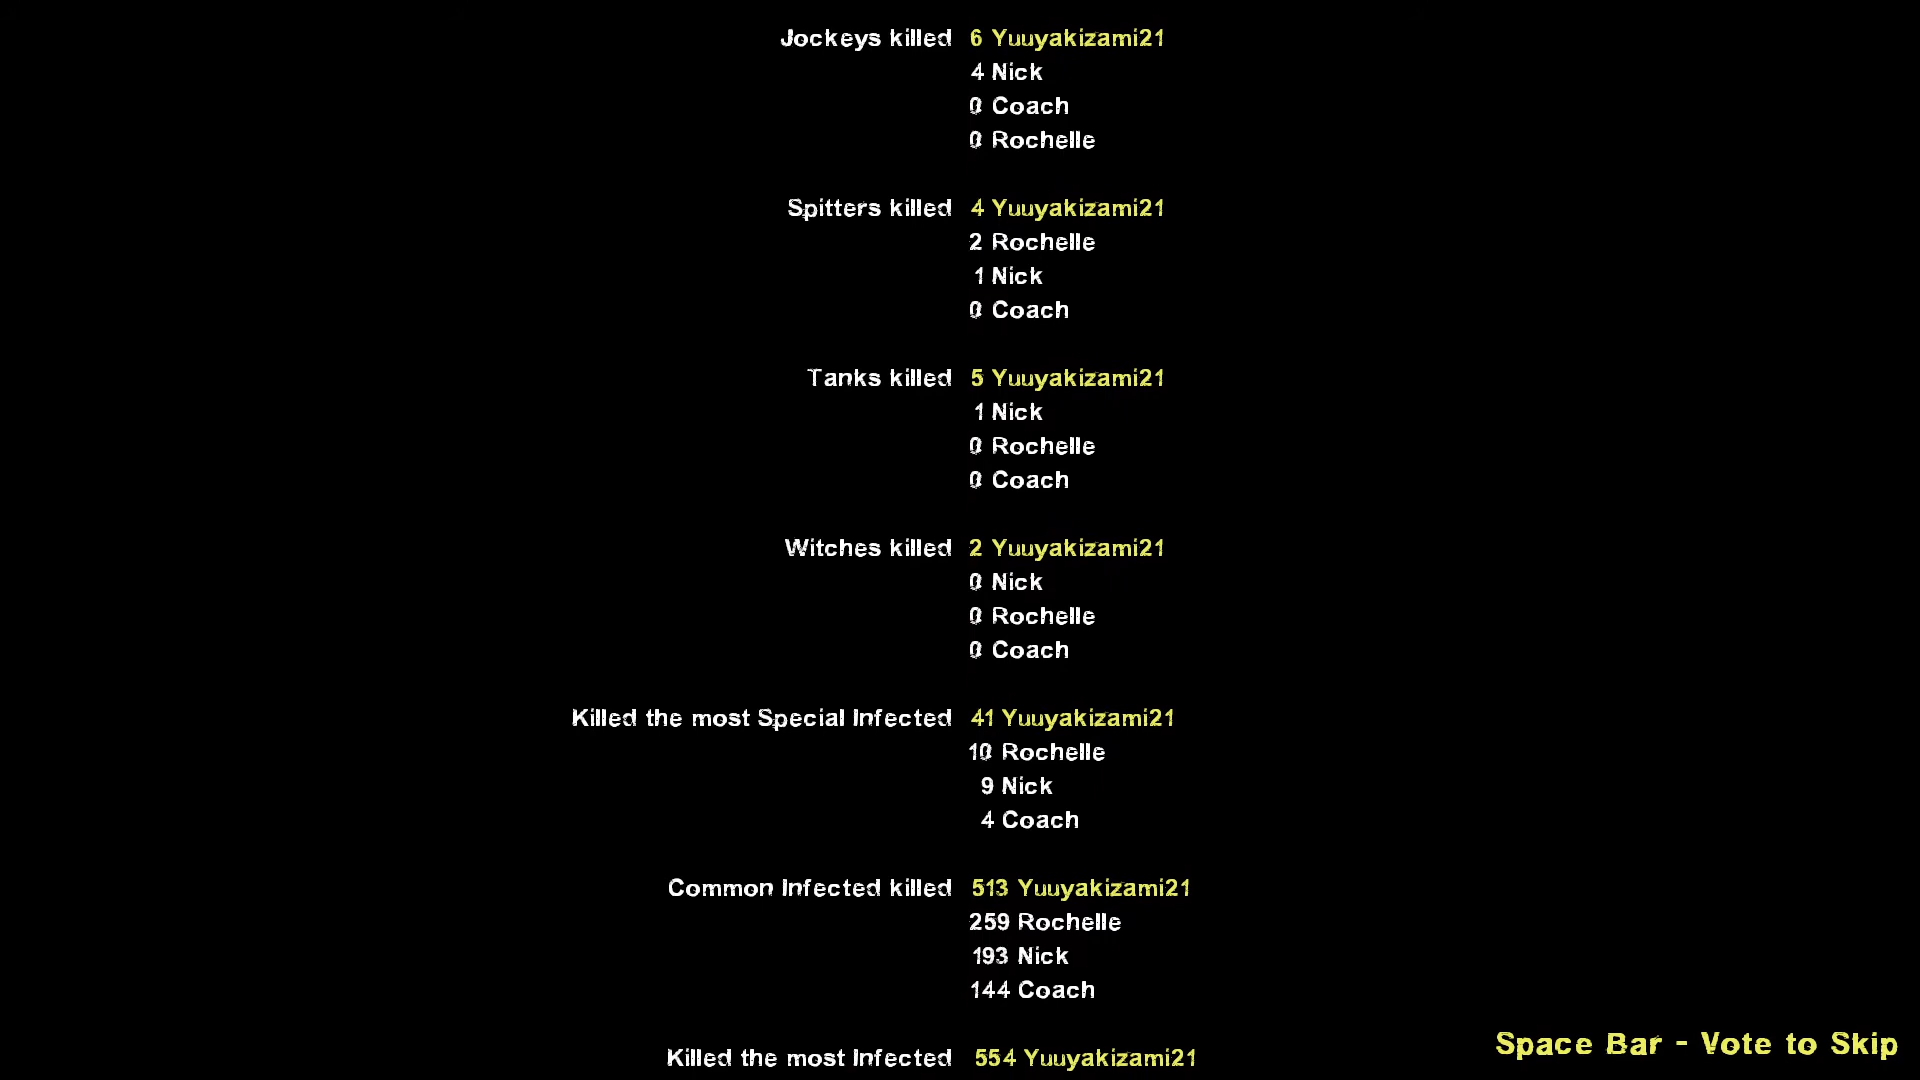 Jockeys killed 6 Yuuyakizami21
4 Nick
0 Coach
0 Rochelle
Spitters killed 4 Yuuyakizami21
2 Rochelle
1 Nick
0 Coach
Tanks killed 5 Yuuyakizami21
1 Nick
0 Rochelle
0 Coach
Witches killed 2 Yuuyakizami21
0 Nick
0 Rochelle
0 Coach
Killed the most Special Infected 41 Yuuyakizami21
10 Rochelle
9 Nick
4 Coach
Common Infected killed 513 Yuuyakizami21
259 Rochelle
193 Nick
144 Coach
Killed the most Infected 554 Yuuyakizami21
Space Bar - Vote to Skip